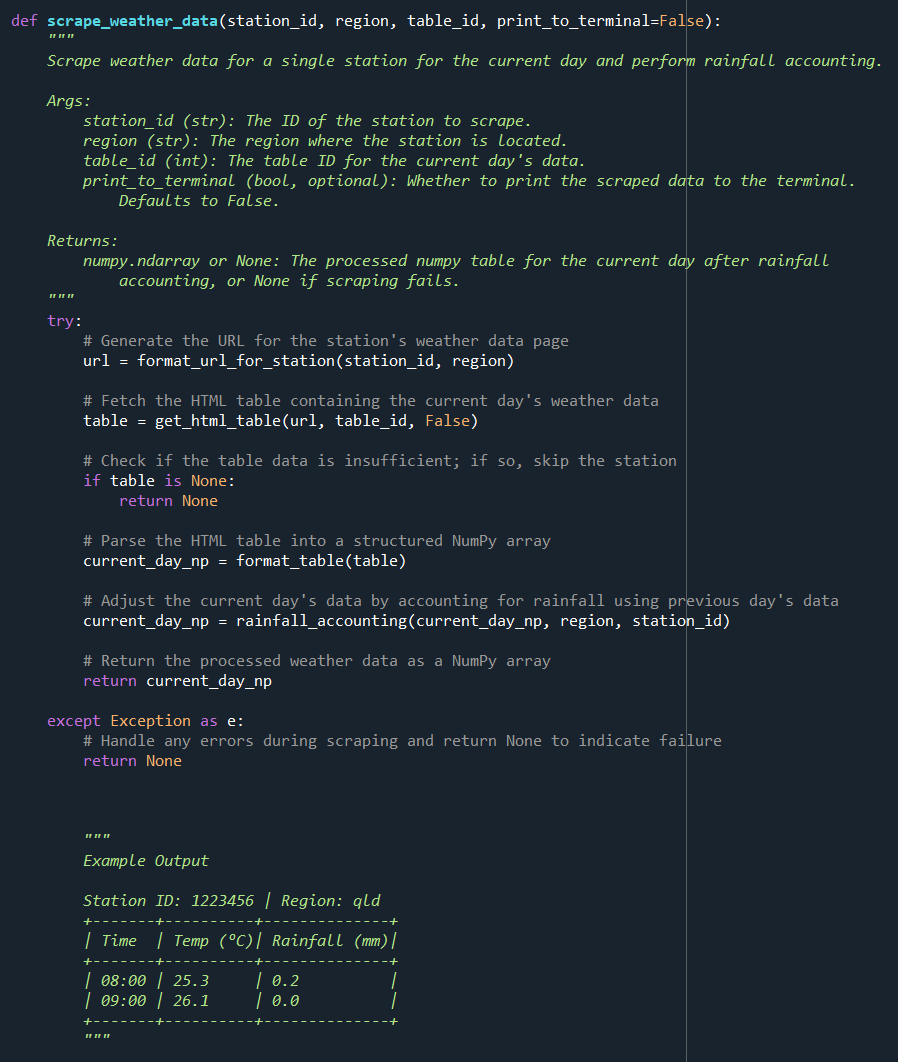 def scrape_weather_data(station_id, region, table_id, print_to_terminal=False):
    """
    Scrape weather data for a single station for the current day and perform rainfall accounting.

    Args:
        station_id (str): The ID of the station to scrape.
        region (str): The region where the station is located.
        table_id (int): The table ID for the current day's data.
        print_to_terminal (bool, optional): Whether to print the scraped data to the terminal.
            Defaults to False.

    Returns:
        numpy.ndarray or None: The processed numpy table for the current day after rainfall
            accounting, or None if scraping fails.
    """
    try:
        # Generate the URL for the station's weather data page
        url = format_url_for_station(station_id, region)

        # Fetch the HTML table containing the current day's weather data
        table = get_html_table(url, table_id, False)

        # Check if the table data is insufficient; if so, skip the station
        if table is None:
            return None

        # Parse the HTML table into a structured NumPy array
        current_day_np = format_table(table)

        # Adjust the current day's data by accounting for rainfall using previous day's data
        current_day_np = rainfall_accounting(current_day_np, region, station_id)

        # Return the processed weather data as a NumPy array
        return current_day_np

    except Exception as e:
        # Handle any errors during scraping and return None to indicate failure
        return None



        """
        Example Output

        Station ID: 1223456 | Region: qld
        +-------+----------+--------------+
        | Time  | Temp (°C)| Rainfall (mm)|
        +-------+----------+--------------+
        | 08:00 | 25.3     | 0.2          |
        | 09:00 | 26.1     | 0.0          |
        +-------+----------+--------------+
        """